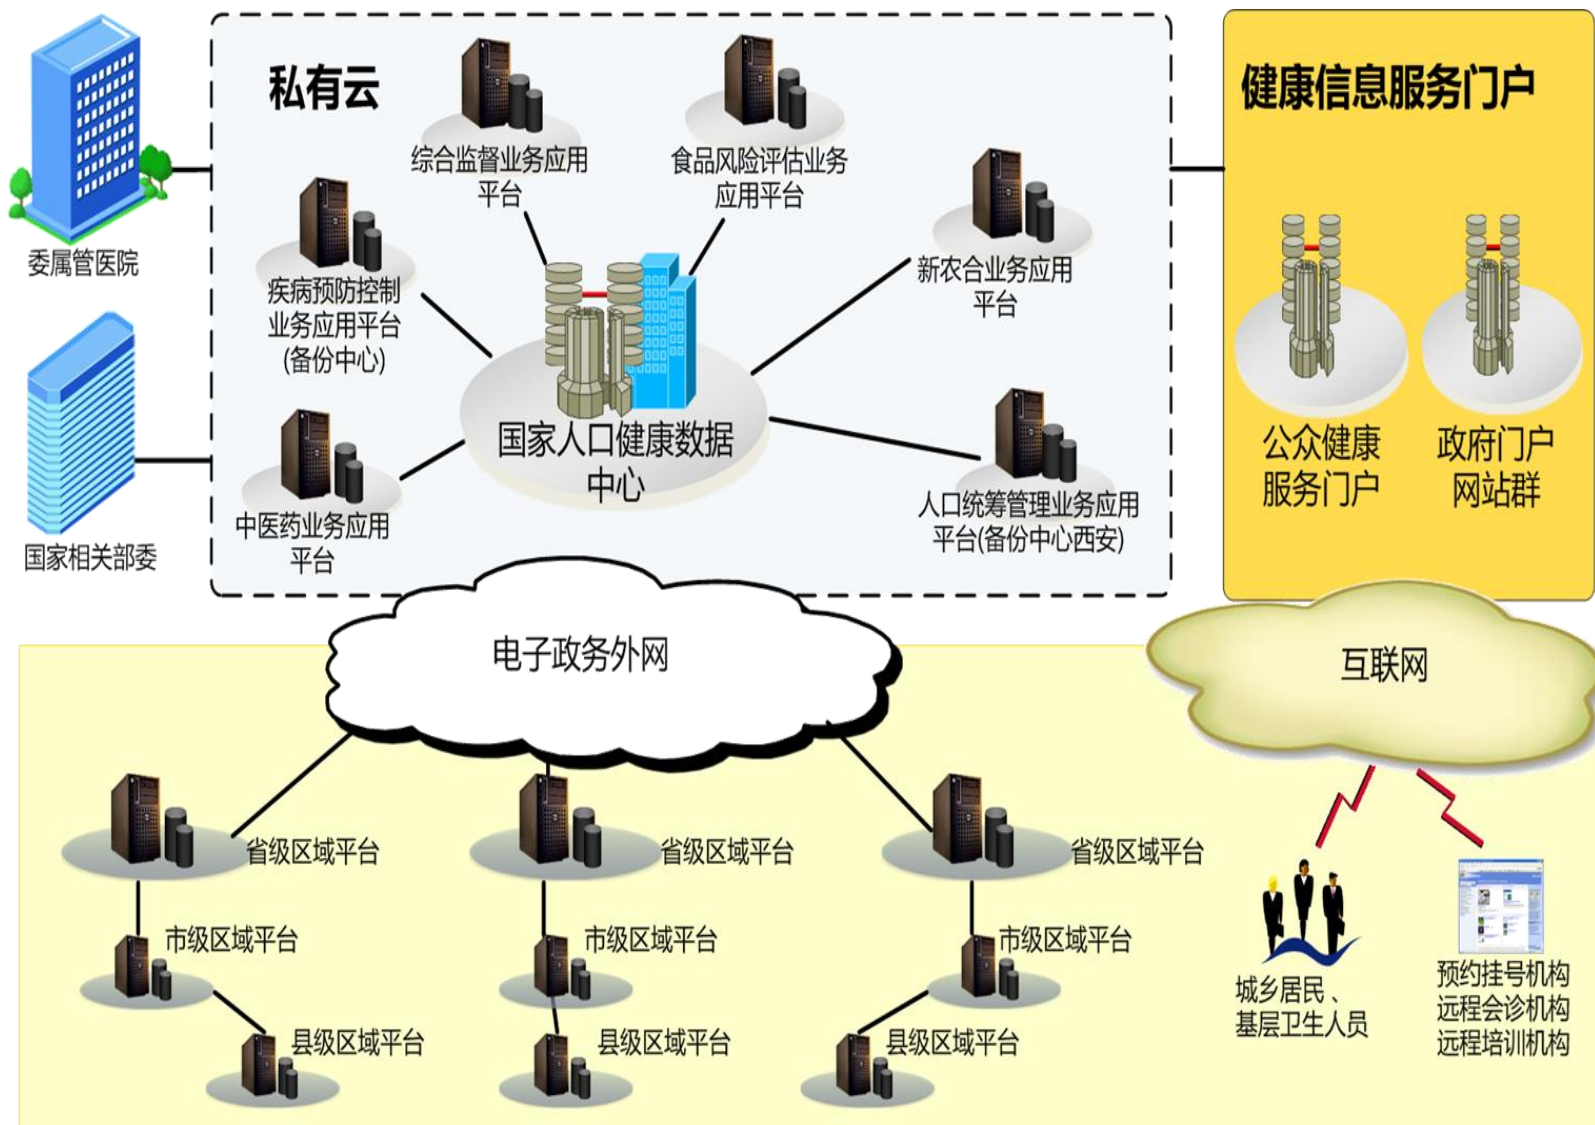 私有云
健康信息服务门户
综合监督业务应用
平台
食品风险评估业务
应用平台
委属管医院
疾病预防控制
业务应用平台
(备份中心)
新农合业务应用
平台
国家人口健康数据
中心
公众健康
服务门户
政府门户
网站群
国家相关部委
中医药业务应用
平台
人口统筹管理业务应用
平台(备份中心西安)
电子政务外网
互联网
省级区域平台
省级区域平台
省级区域平台
市级区域平台
市级区域平台
市级区域平台
县级区域平台
县级区域平台
县级区域平台
城乡居民、
基层卫生人员
预约挂号机构
远程会诊机构
远程培训机构